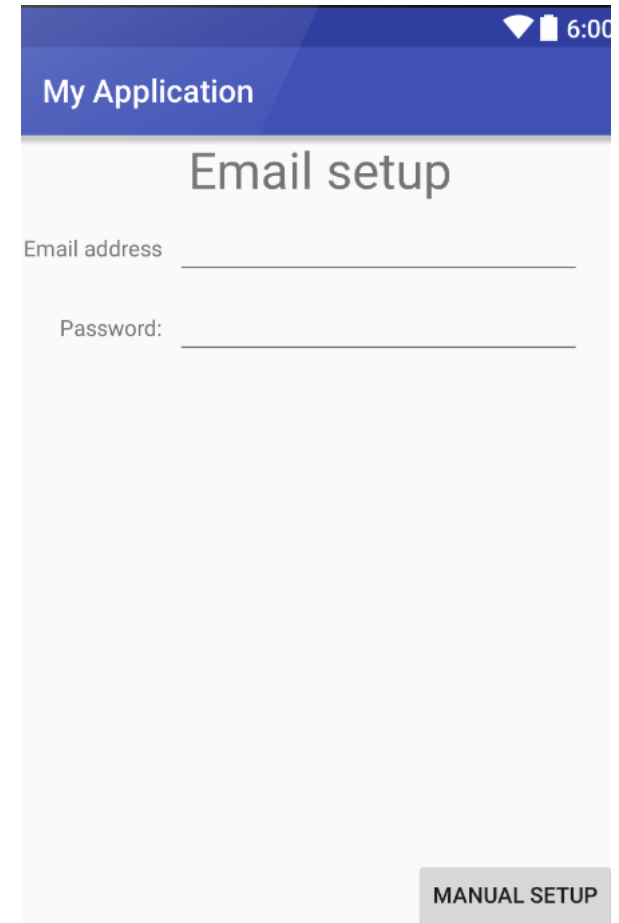 6:00
My Application
Email setup
Email address
Password:
MANUAL SETUP